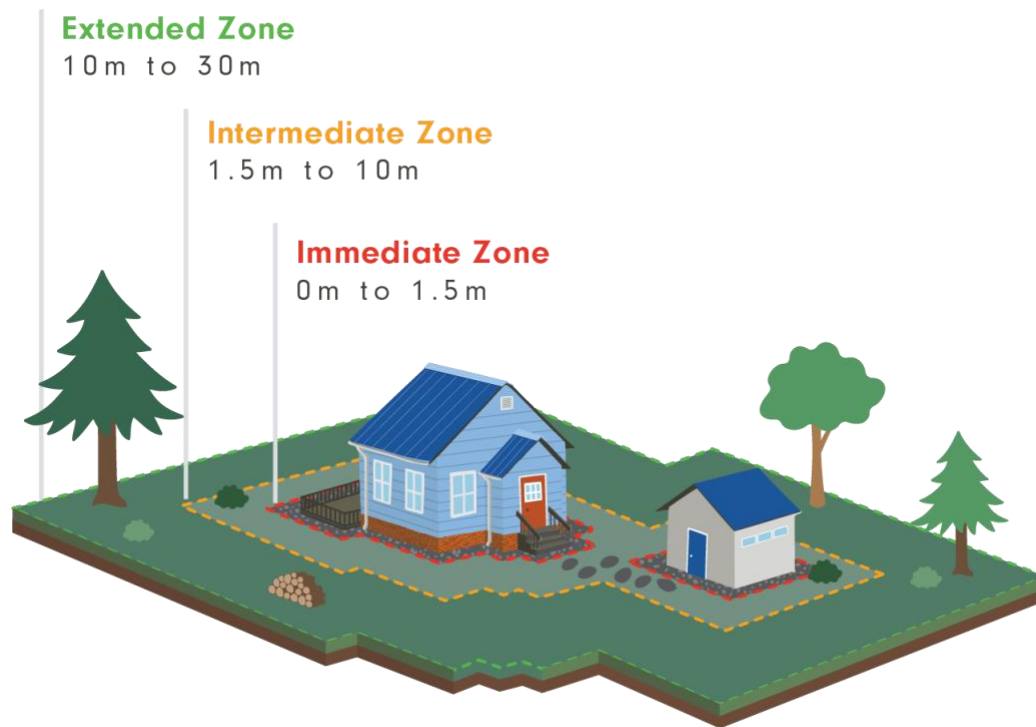 Extended Zone
10m to 30m
Intermediate Zone
1.5m to 10m
Immediate Zone
0m to 1.5m